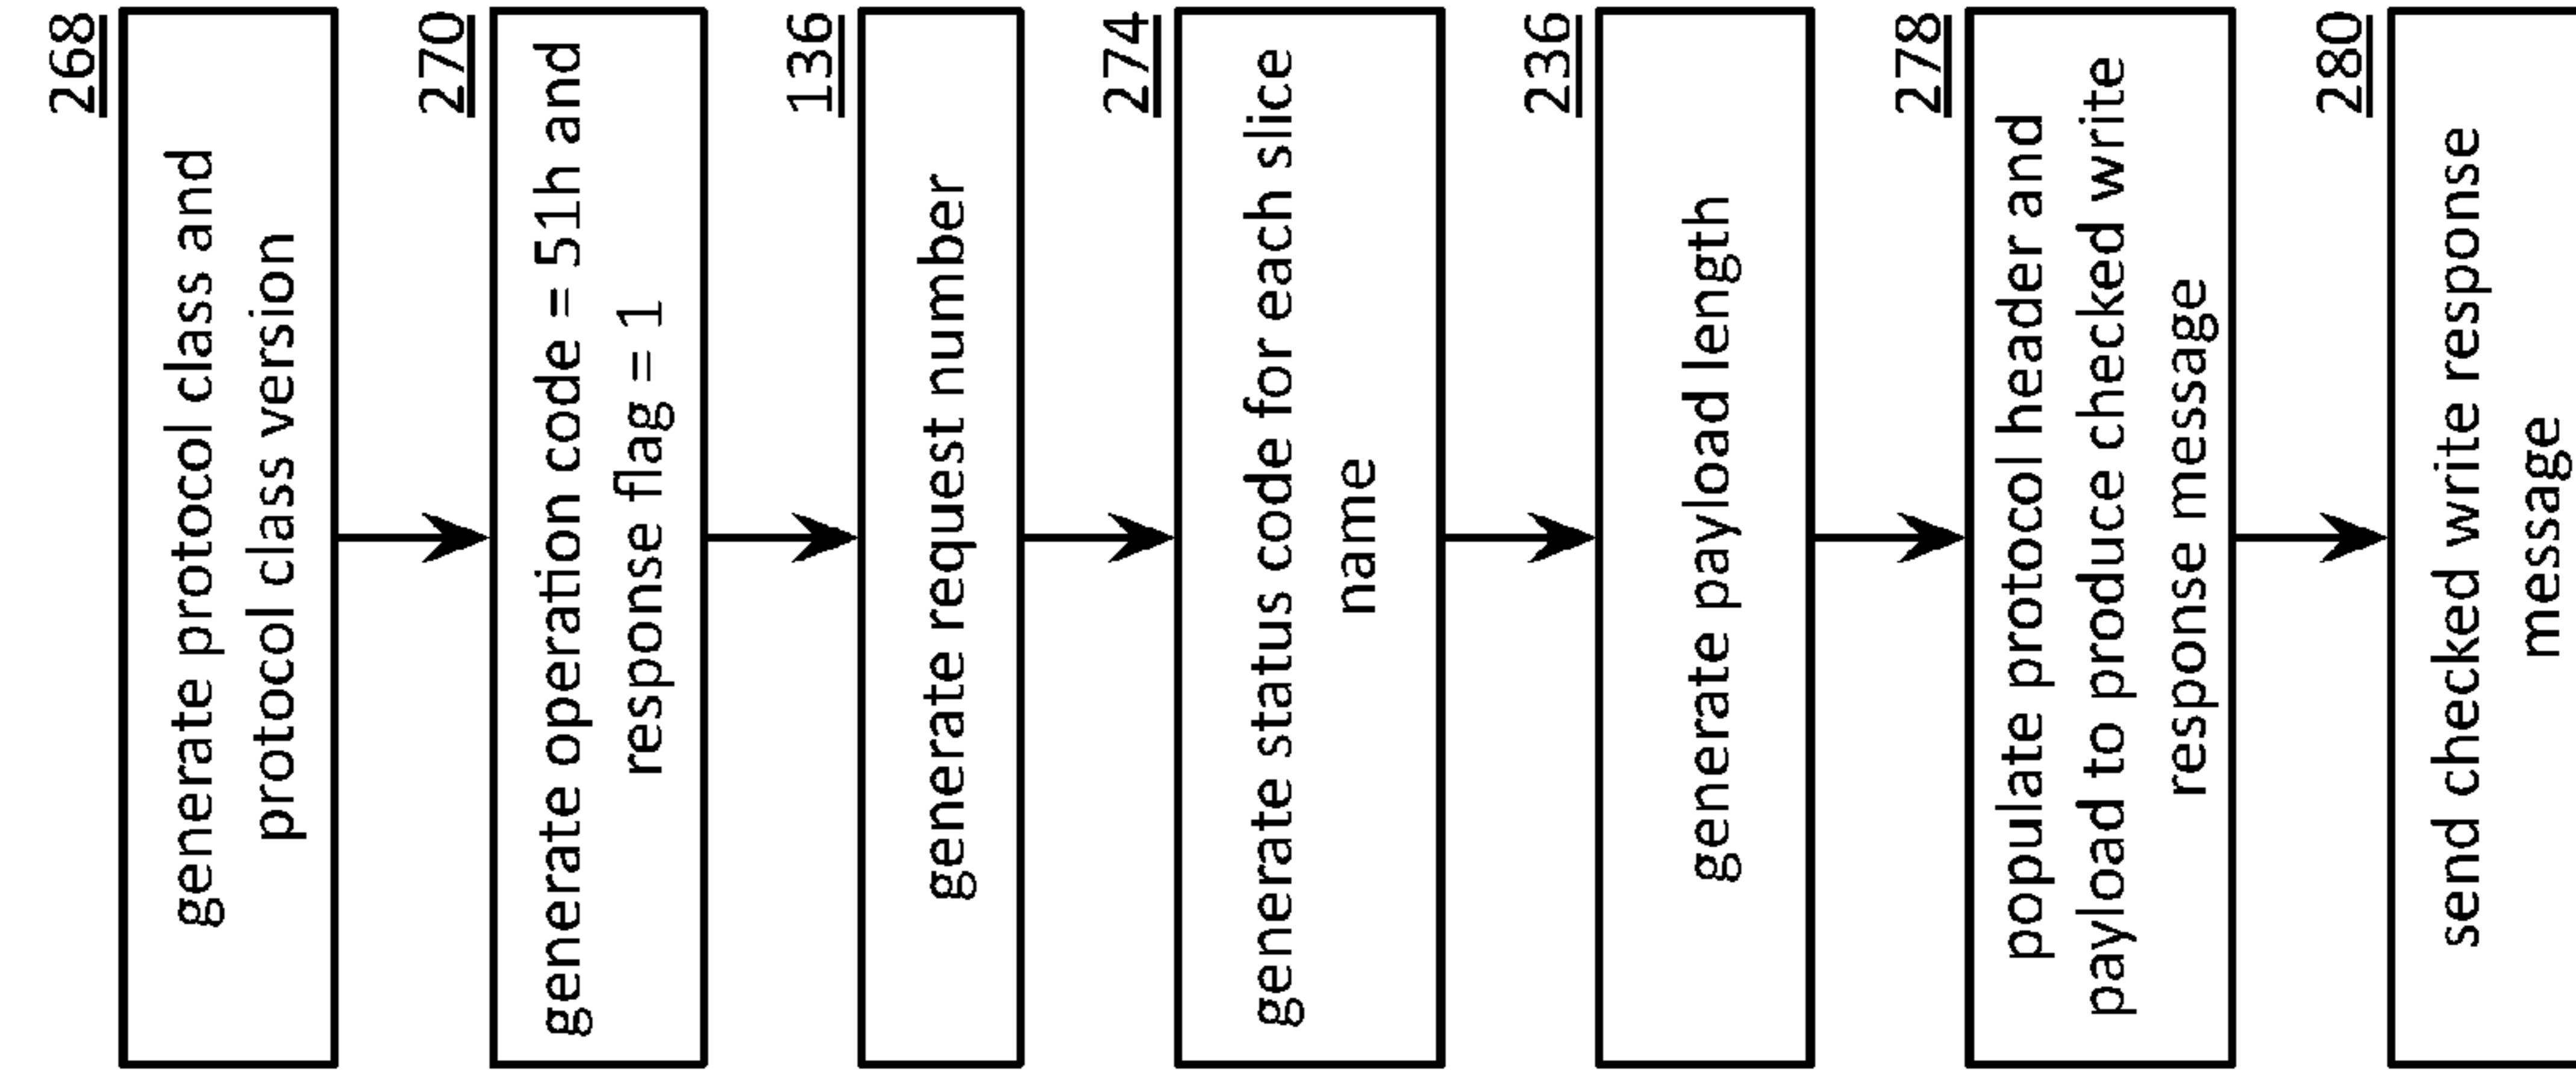 268
generate protocol class and
protocol class version
270
generate operation code = 51h and
response flag = 1
136
generate request number
274
generate status code for each slice
name
236
generate payload length
278
populate protocol header and
payload to produce checked write
response message
280
send checked write response
message